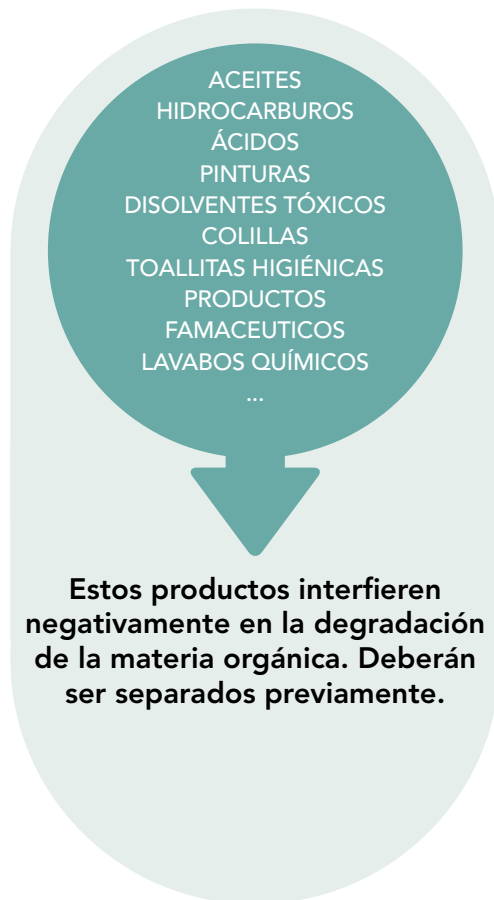 ACEITES
HIDROCARBUROS
ÁCIDOS
PINTURAS
DISOLVENTES TÓXICOS
COLILLAS
TOALLITAS HIGIÉNICAS
PRODUCTOS
FAMACEUTICOS
LAVABOS QUÍMICOS
...
Estos productos interfieren
negativamente en la degradación
de la materia orgánica. Deberán
ser separados previamente.